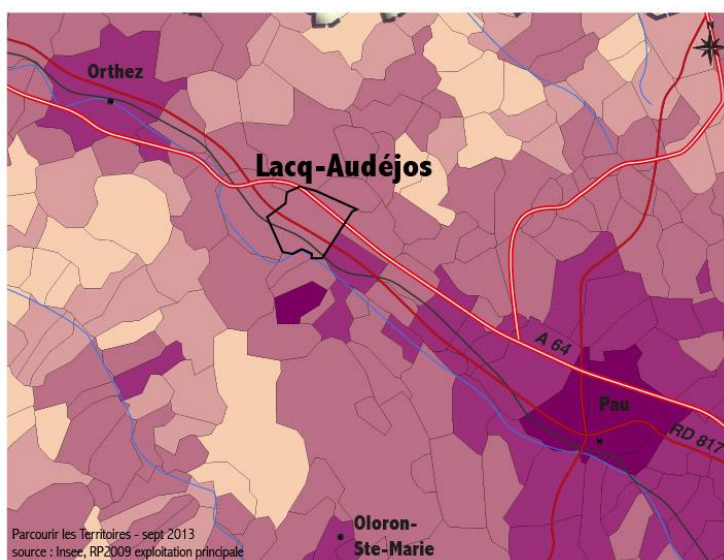 N
Orthez
Lacq-Audéjos
A 64
Pau
RD 817
Oloron-
Ste-Marie
Parcourir les Territoires - sept 2013
source : Insee, RP2009 exploitation principale